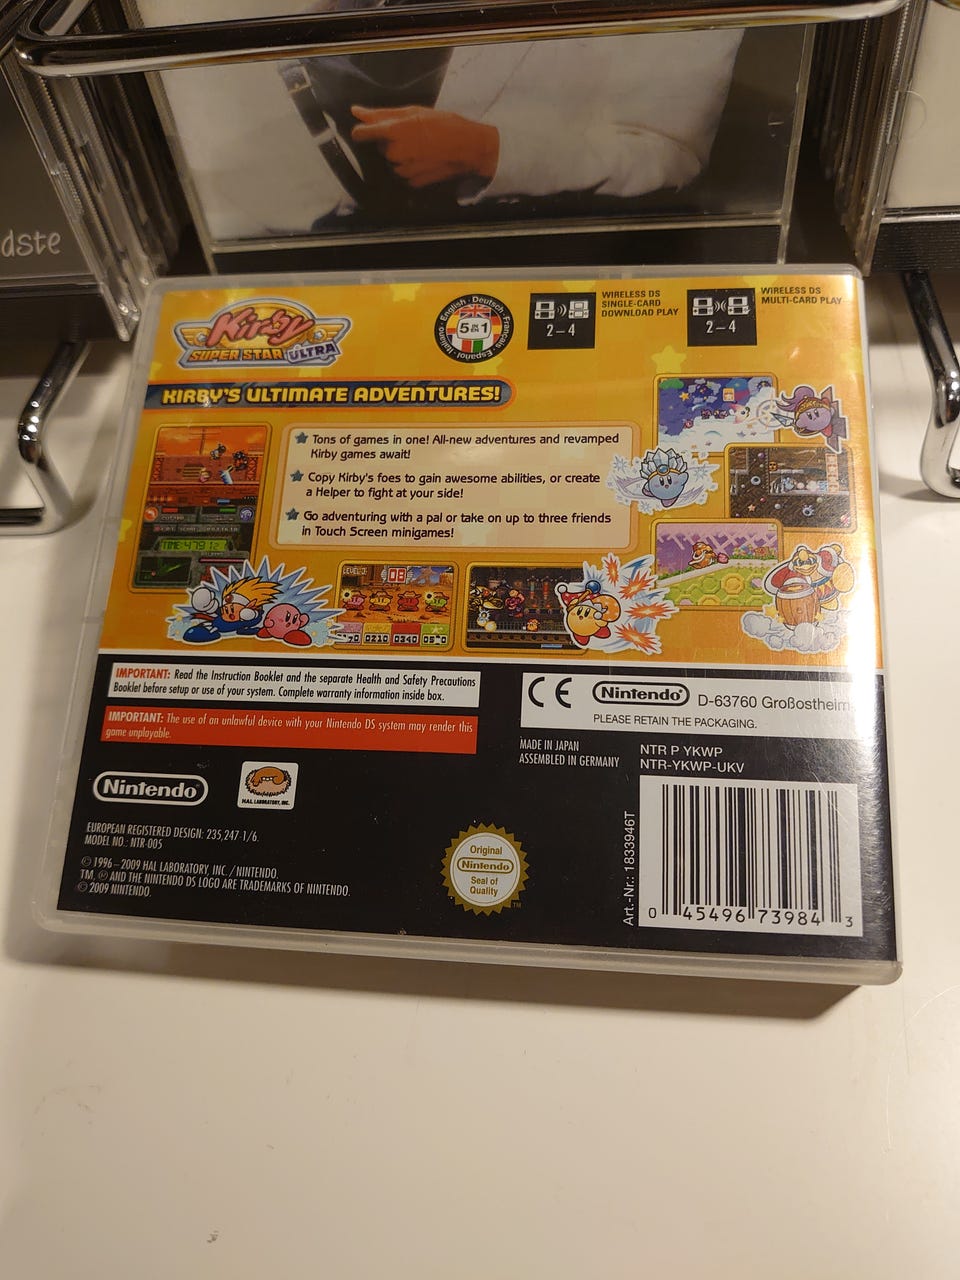 dste
Kirby
SUPER STAR ULTRA
English · Deutsch · Français · Español · Italiano
5 IN 1
2–4
WIRELESS DS
SINGLE-CARD
DOWNLOAD PLAY
2–4
WIRELESS DS
MULTI-CARD PLAY
KIRBY'S ULTIMATE ADVENTURES!
Tons of games in one! All-new adventures and revamped
Kirby games await!
Copy Kirby's foes to gain awesome abilities, or create
a Helper to fight at your side!
Go adventuring with a pal or take on up to three friends
in Touch Screen minigames!
LEVEL
08
0210 0340
IMPORTANT: Read the Instruction Booklet and the separate Health and Safety Precautions
Booklet before setup or use of your system. Complete warranty information inside box.
IMPORTANT: The use of an unlawful device with your Nintendo DS system may render this
game unplayable.
CE Nintendo® D-63760 Großostheim
PLEASE RETAIN THE PACKAGING.
MADE IN JAPAN
ASSEMBLED IN GERMANY
NTR P YKWP
NTR-YKWP-UKV
Nintendo®
HAL LABORATORY, INC.
EUROPEAN REGISTERED DESIGN: 235,247-1/6.
MODEL NO.: NTR-005
© 1996–2009 HAL LABORATORY, INC./NINTENDO.
TM, ® AND THE NINTENDO DS LOGO ARE TRADEMARKS OF NINTENDO.
© 2009 NINTENDO.
Original
Nintendo
Seal of
Quality
TM
Art.-Nr.: 1833946T
0 45496 73984 3